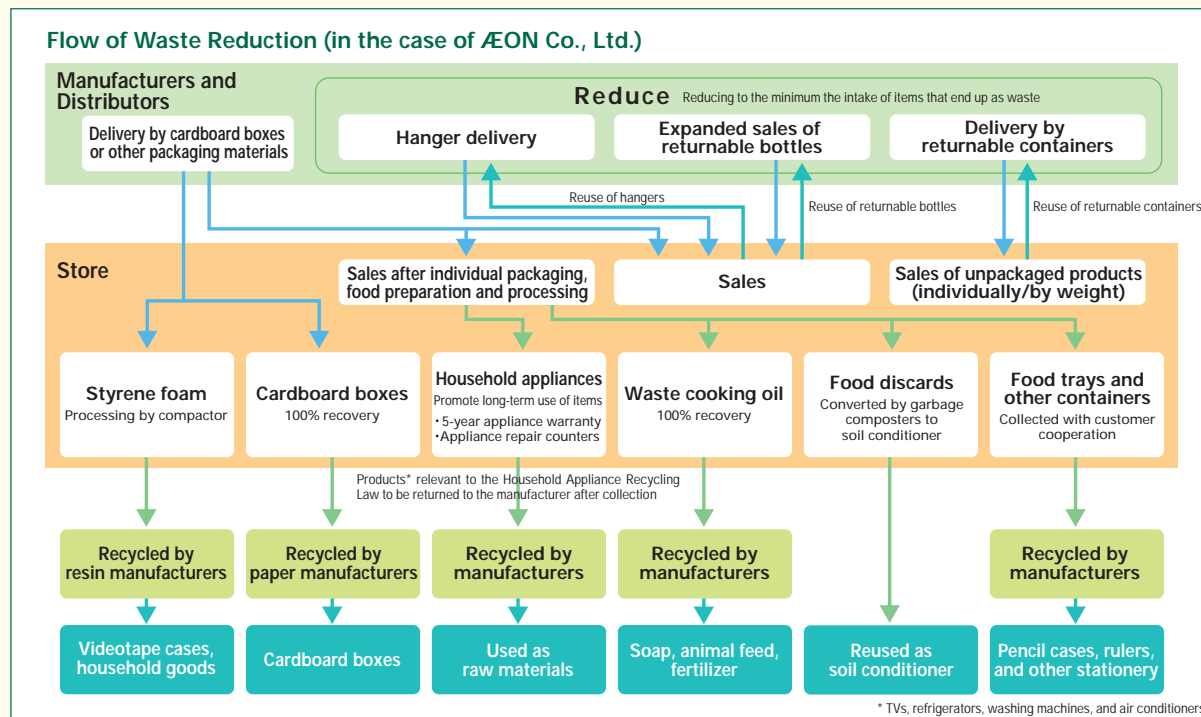 Flow of Waste Reduction (in the case of ÆON Co., Ltd.)
Manufacturers and
Distributors
Reduce Reducing to the minimum the intake of items that end up as waste
Delivery by cardboard boxes
or other packaging materials
Hanger delivery
Expanded sales of
returnable bottles
Delivery by
returnable containers
Reuse of hangers
Reuse of returnable bottles
Reuse of returnable containers
Store
Sales after individual packaging,
food preparation and processing
Sales
Sales of unpackaged products
(individually/by weight)
Styrene foam
Processing by compactor
Cardboard boxes
100% recovery
Household appliances
Promote long-term use of items
・5-year appliance warranty
・Appliance repair counters
Waste cooking oil
100% recovery
Food discards
Converted by garbage
composters to
soil conditioner
Food trays and
other containers
Collected with customer
cooperation
Products* relevant to the Household Appliance Recycling
Law to be returned to the manufacturer after collection
Recycled by
resin manufacturers
Recycled by
paper manufacturers
Recycled by
manufacturers
Recycled by
manufacturers
Recycled by
manufacturers
Videotape cases,
household goods
Cardboard boxes
Used as
raw materials
Soap, animal feed,
fertilizer
Reused as
soil conditioner
Pencil cases, rulers,
and other stationery
* TVs, refrigerators, washing machines, and air conditioners